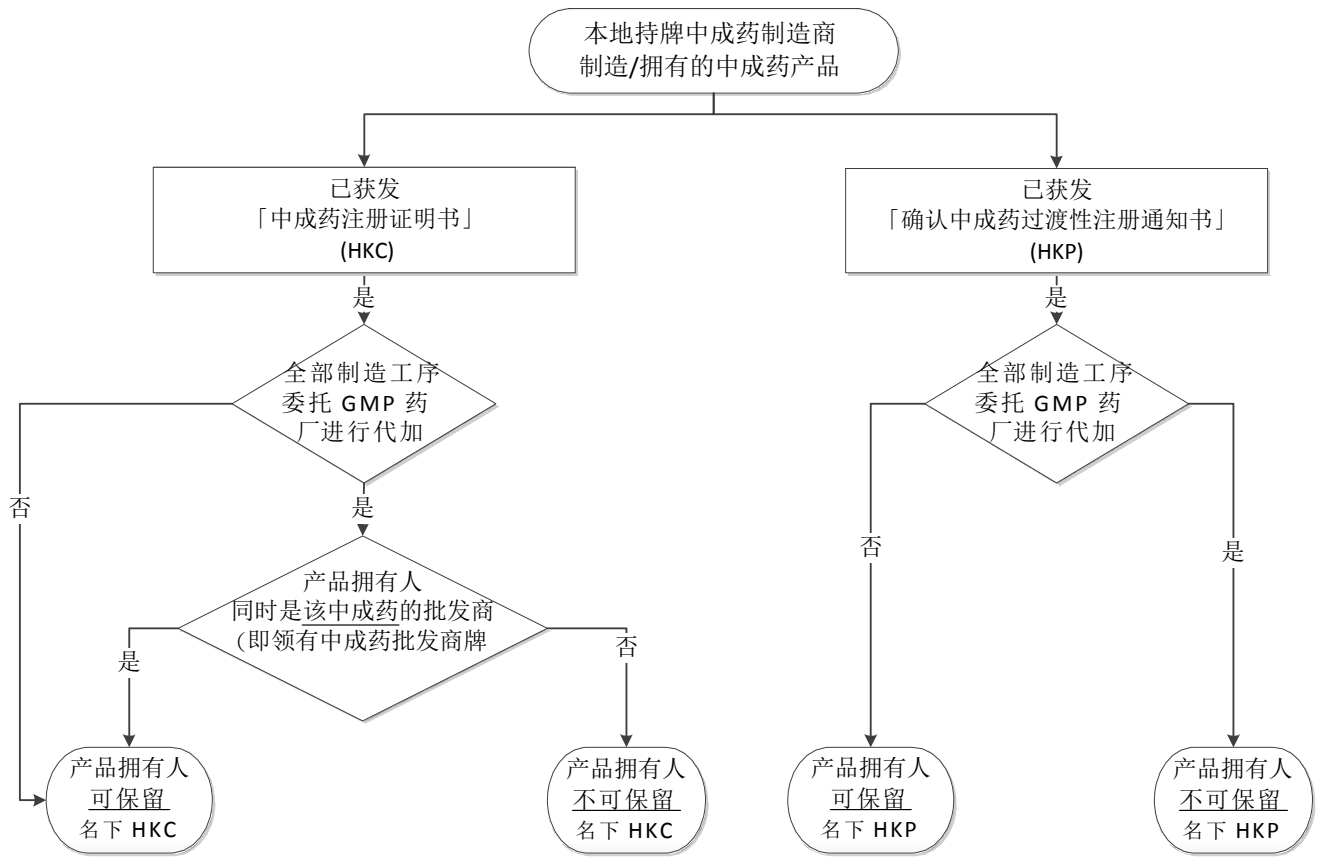 本地持牌中成药制造商
制造/拥有的中成药产品
已获发
「中成药注册证明书」
(HKC)
已获发
「确认中成药过渡性注册通知书」
(HKP)
是
是
全部制造工序
委托 GMP 药
厂进行代加
全部制造工序
委托 GMP 药
厂进行代加
否
是
否
是
产品拥有人
同时是该中成药的批发商
(即领有中成药批发商牌
是
否
产品拥有人
可保留
名下 HKC
产品拥有人
不可保留
名下 HKC
产品拥有人
可保留
名下 HKP
产品拥有人
不可保留
名下 HKP